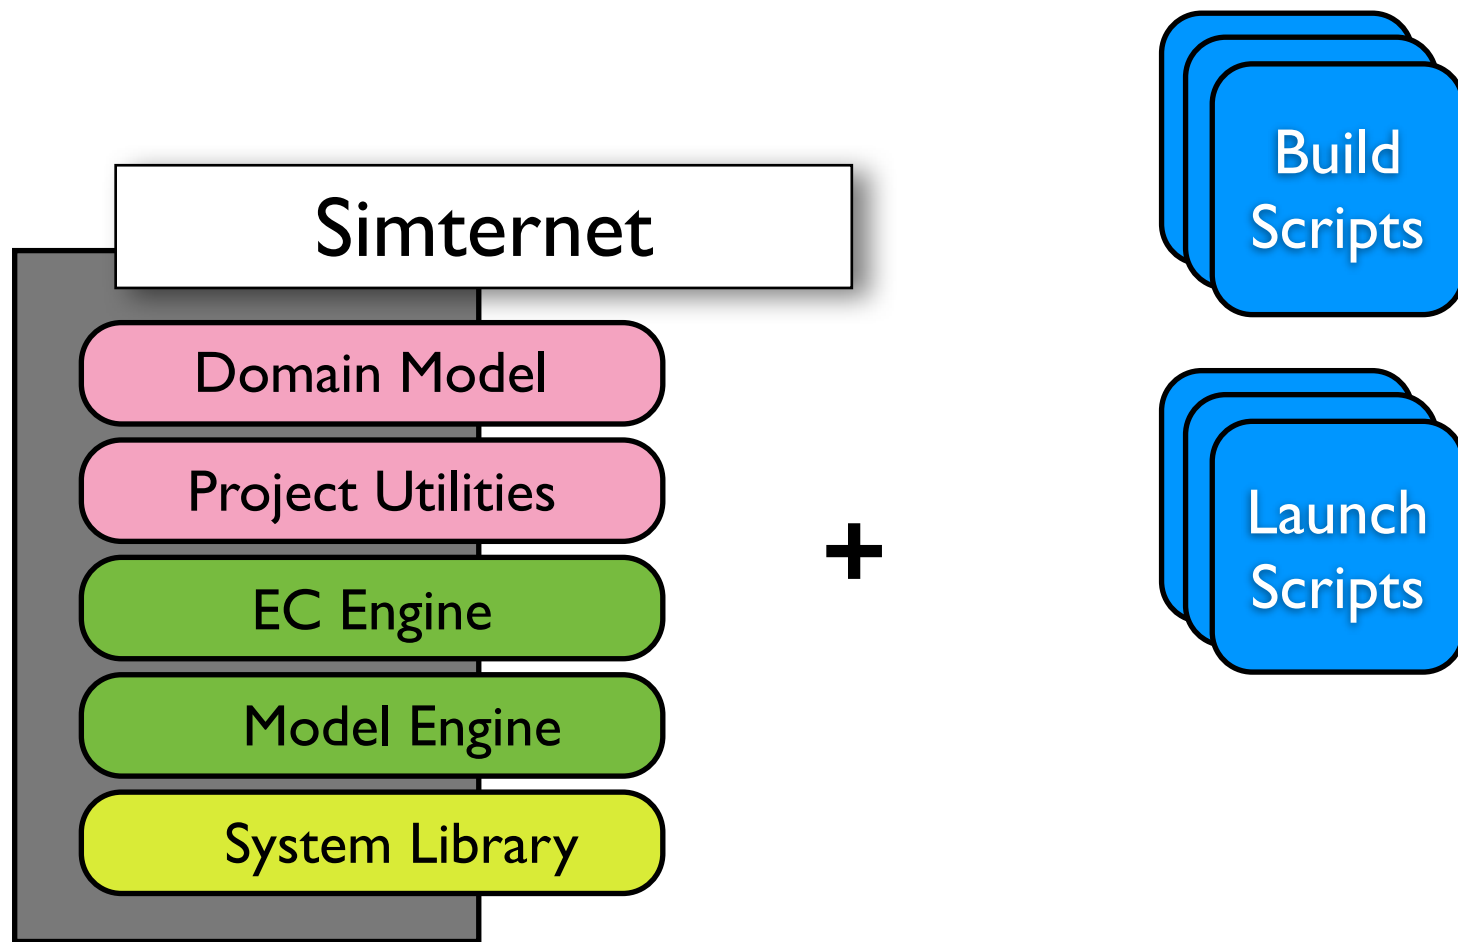 Simternet
Domain Model
Project Utilities
EC Engine
Model Engine
System Library
+
Build
Scripts
Launch
Scripts